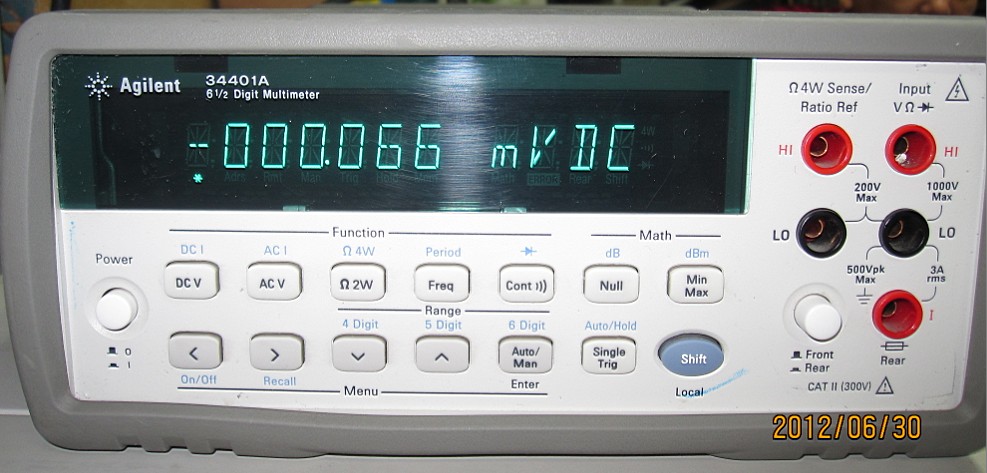 Agilent 34401A
6½ Digit Multimeter
-000.066 mVDC
*
Ω 4W Sense/
Ratio Ref
Input
V Ω
HI
HI
200V
Max
1000V
Max
LO
LO
500Vpk
Max
3A
rms
I
Front
Rear
Rear
CAT II (300V)
Power
0
I
Function
Math
DC I
AC I
Ω 4W
Period
dB
dBm
DC V
AC V
Ω 2W
Freq
Cont )))
Null
Min
Max
Range
4 Digit
5 Digit
6 Digit
Auto/Hold
<
>
Auto/
Man
Single
Trig
Shift
On/Off
Recall
Enter
Local
Menu
2012/06/30